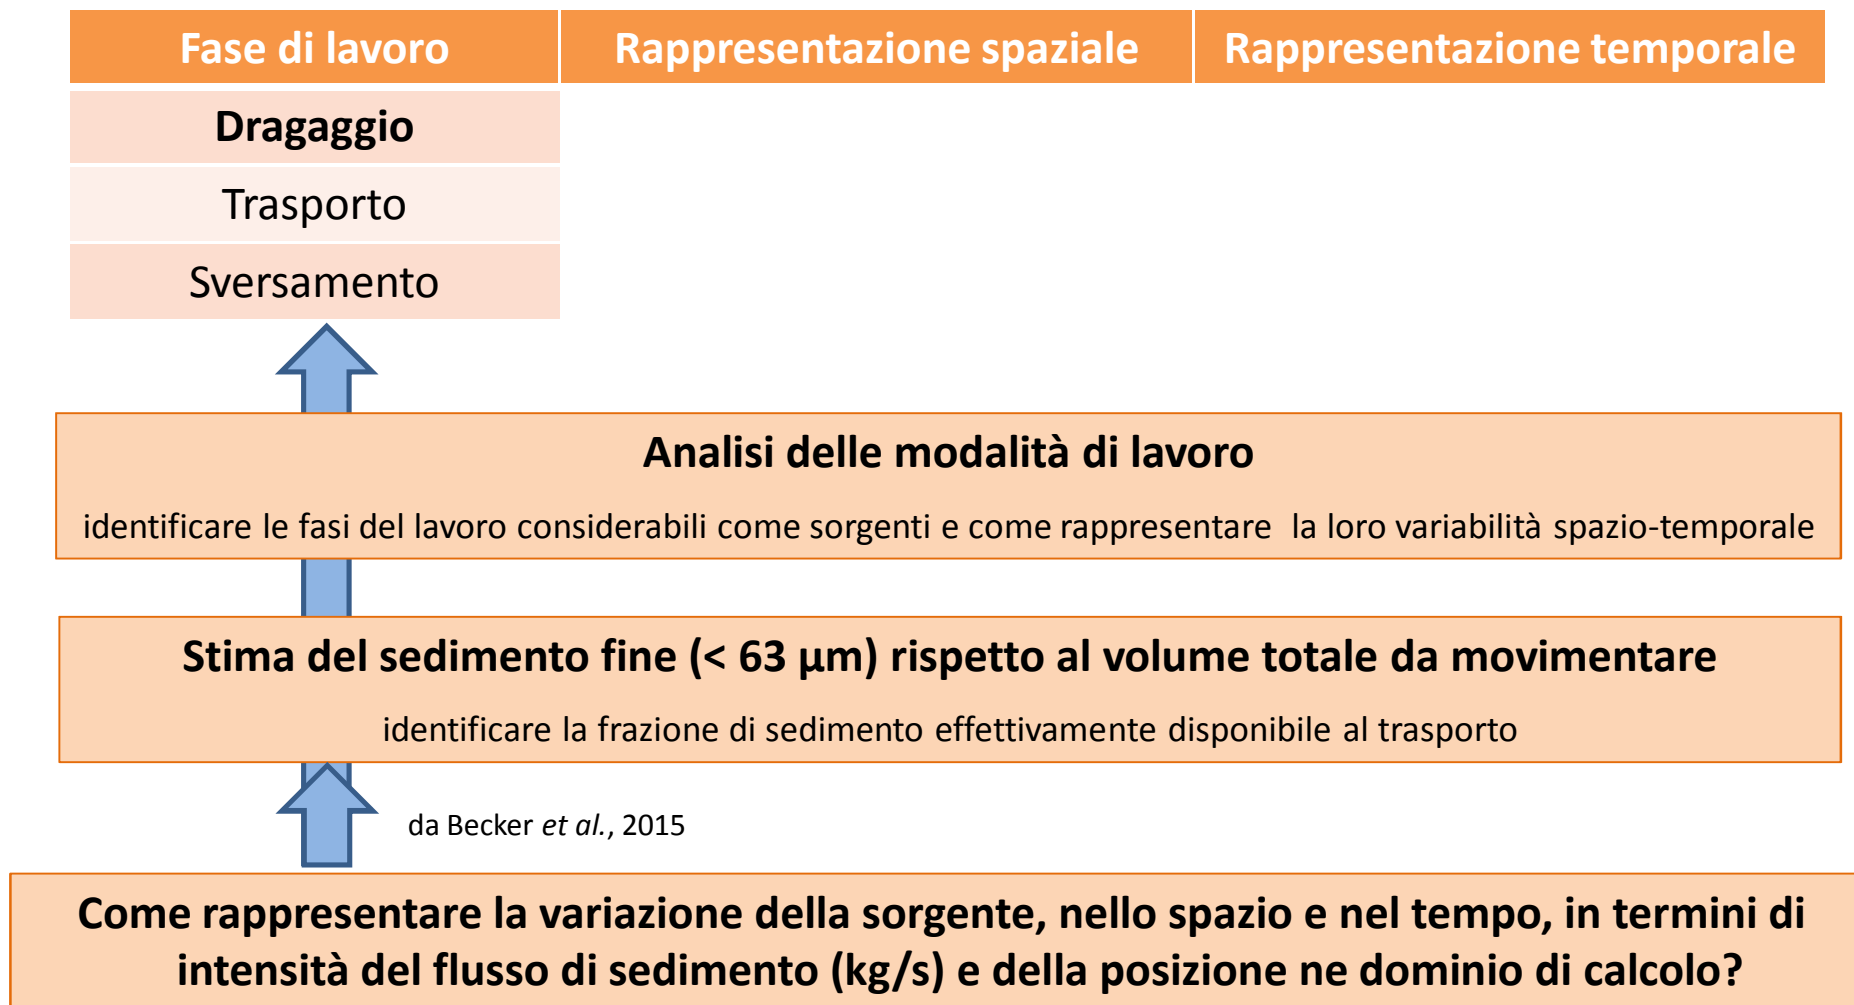 Fase di lavoro Rappresentazione spaziale Rappresentazione temporale
Dragaggio
Trasporto
Sversamento
Analisi delle modalità di lavoro
identificare le fasi del lavoro considerabili come sorgenti e come rappresentare la loro variabilità spazio-temporale
Stima del sedimento fine (< 63 µm) rispetto al volume totale da movimentare
identificare la frazione di sedimento effettivamente disponibile al trasporto
da Becker et al., 2015
Come rappresentare la variazione della sorgente, nello spazio e nel tempo, in termini di
intensità del flusso di sedimento (kg/s) e della posizione ne dominio di calcolo?